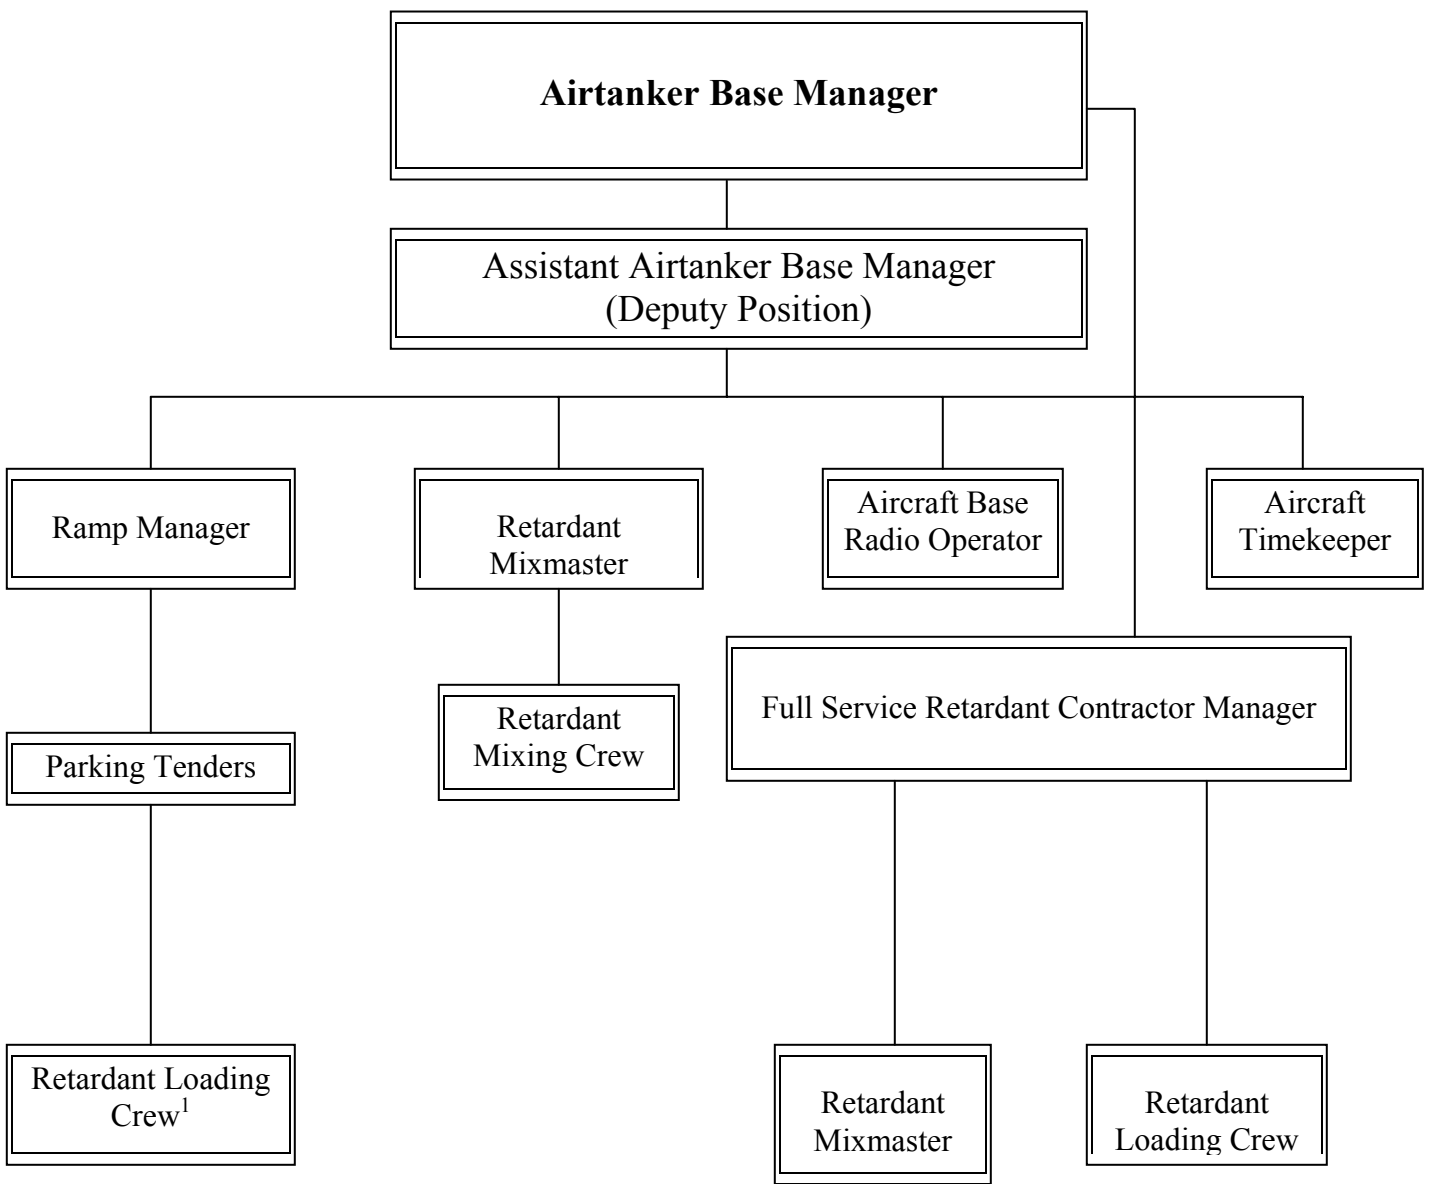 Airtanker Base Manager
Assistant Airtanker Base Manager
(Deputy Position)
Ramp Manager
Retardant
Mixmaster
Aircraft Base
Radio Operator
Aircraft
Timekeeper
Retardant
Mixing Crew
Full Service Retardant Contractor Manager
Parking Tenders
Retardant Loading
Crew¹
Retardant
Mixmaster
Retardant
Loading Crew